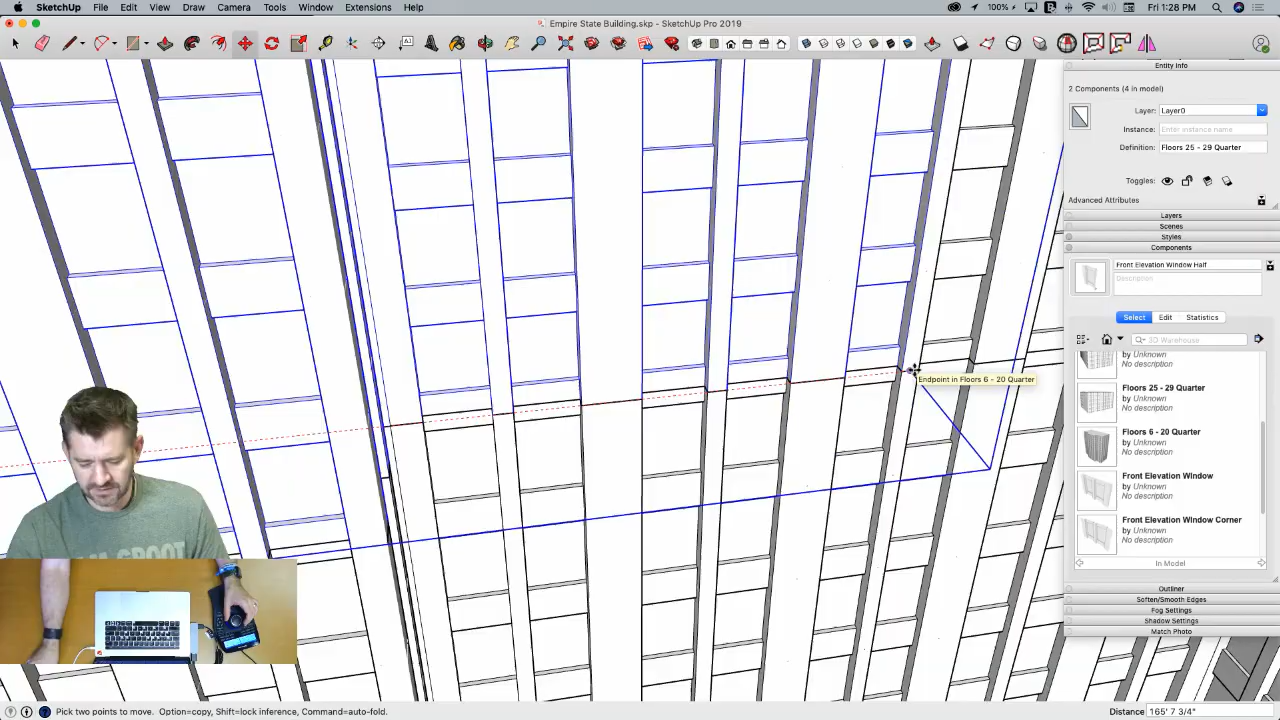 SketchUp File Edit View Draw Camera Tools Window Extensions Help
100% Fri 1:28 PM
Empire State Building.skp - SketchUp Pro 2019
Entity Info
2 Components (4 in model)
Layer: Layer0
Instance: Enter instance name
Definition: Floors 25 - 29 Quarter
Toggles:
Advanced Attributes
Layers
Scenes
Styles
Components
Front Elevation Window Half
Description
Select Edit Statistics
3D Warehouse
by Unknown
No description
Floors 25 - 29 Quarter
by Unknown
No description
Floors 6 - 20 Quarter
by Unknown
No description
Front Elevation Window
by Unknown
No description
Front Elevation Window Corner
by Unknown
No description
In Model
Outliner
Soften/Smooth Edges
Fog Settings
Shadow Settings
Match Photo
Endpoint in Floors 6 - 20 Quarter
Pick two points to move. Option=copy, Shift=lock inference, Command=auto-fold.
Distance 165' 7 3/4"